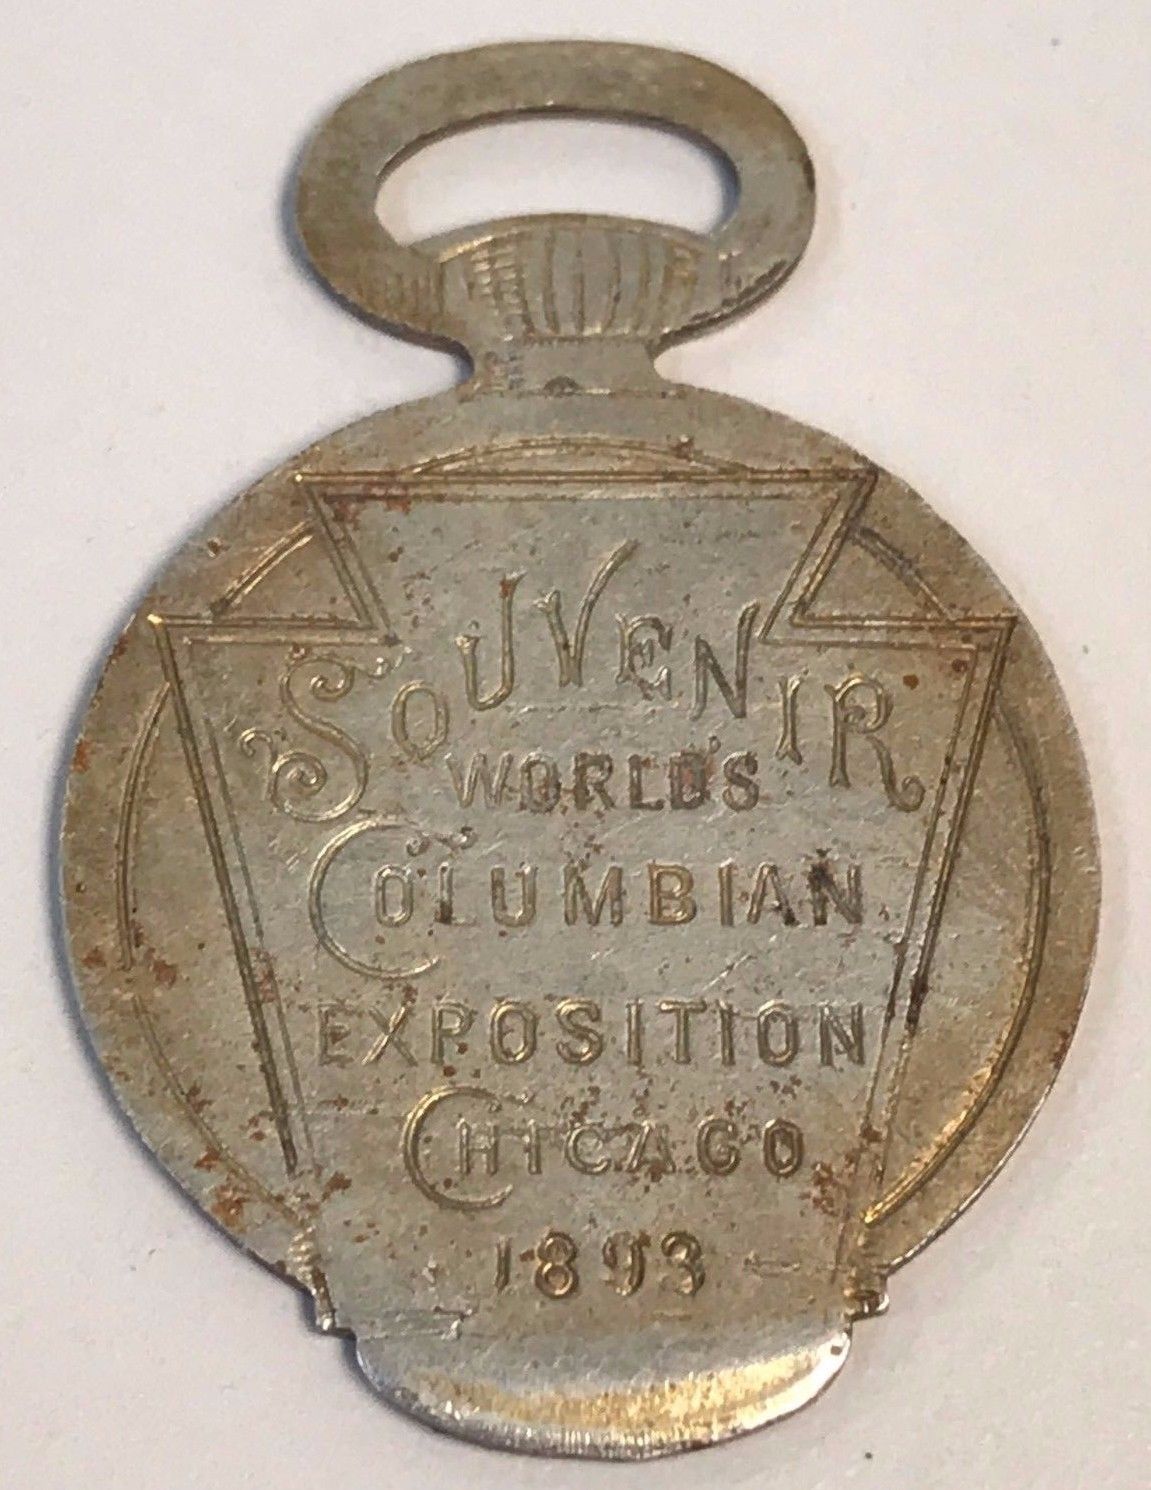 SOUVENIR
WORLD'S
COLUMBIAN
EXPOSITION
CHICAGO
1893